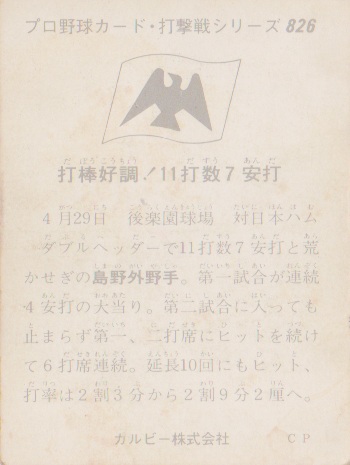 プロ野球カード・打撃戦シリーズ 826
打棒好調！11打数7安打
4月29日 後楽園球場 対日本ハム
ダブルヘッダーで11打数7安打と荒
かせぎの島野外野手。第一試合が連続
4安打の大当り。第二試合に入っても
止まらず第一、二打席にヒットを続け
て6打席連続。延長10回にもヒット、
打率は2割3分から2割9分2厘へ。
カルビー株式会社 CP